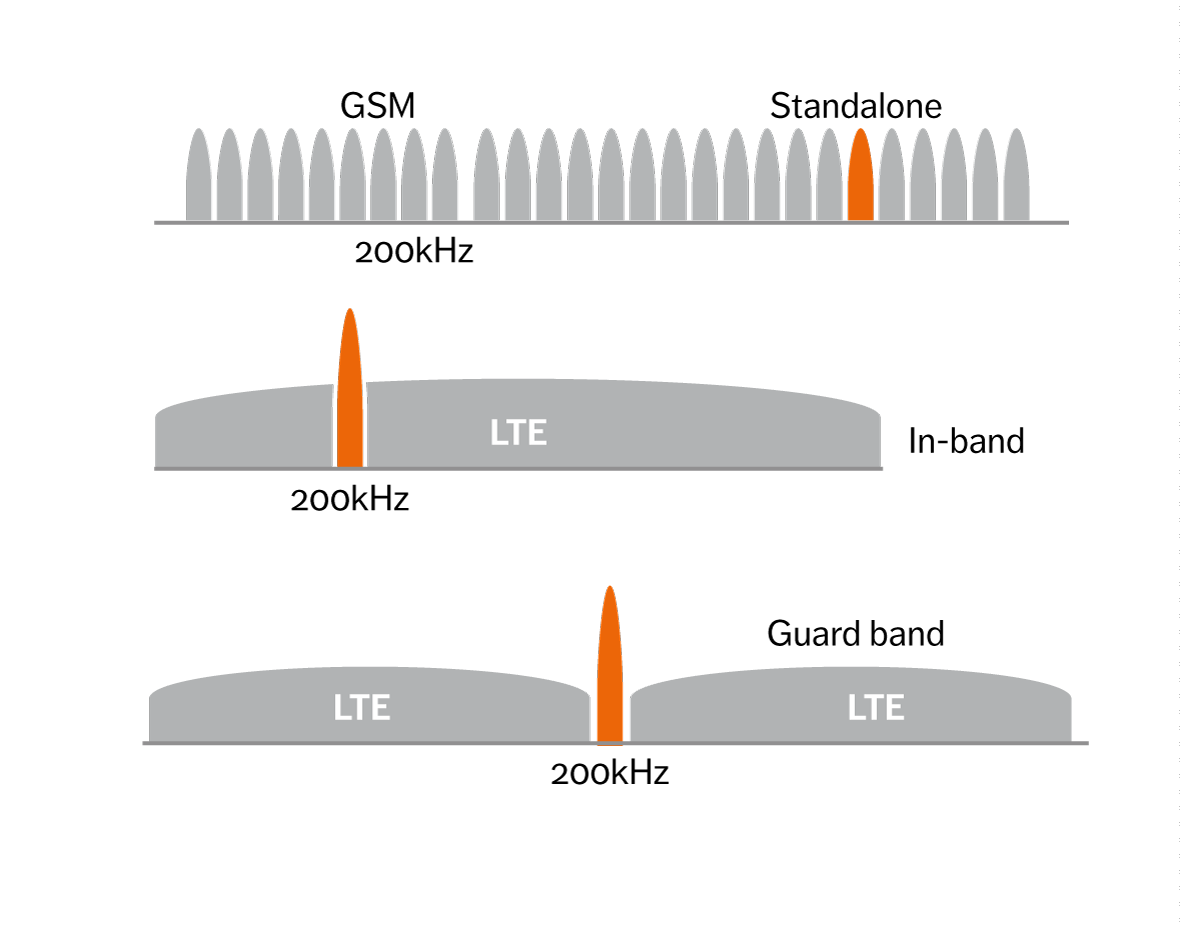 GSM
Standalone
200kHz
LTE
In-band
200kHz
Guard band
LTE
LTE
200kHz